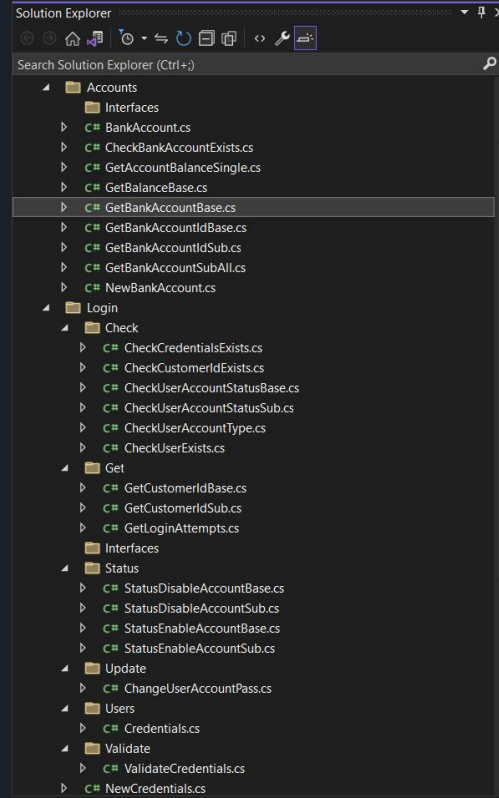 Solution Explorer
Search Solution Explorer (Ctrl+;)
Accounts
Interfaces
C# BankAccount.cs
C# CheckBankAccountExists.cs
C# GetAccountBalanceSingle.cs
C# GetBalanceBase.cs
C# GetBankAccountBase.cs
C# GetBankAccountIdBase.cs
C# GetBankAccountIdSub.cs
C# GetBankAccountSubAll.cs
C# NewBankAccount.cs
Login
Check
C# CheckCredentialsExists.cs
C# CheckCustomerIdExists.cs
C# CheckUserAccountStatusBase.cs
C# CheckUserAccountStatusSub.cs
C# CheckUserAccountType.cs
C# CheckUserExists.cs
Get
C# GetCustomerIdBase.cs
C# GetCustomerIdSub.cs
C# GetLoginAttempts.cs
Interfaces
Status
C# StatusDisableAccountBase.cs
C# StatusDisableAccountSub.cs
C# StatusEnableAccountBase.cs
C# StatusEnableAccountSub.cs
Update
C# ChangeUserAccountPass.cs
Users
C# Credentials.cs
Validate
C# ValidateCredentials.cs
C# NewCredentials.cs